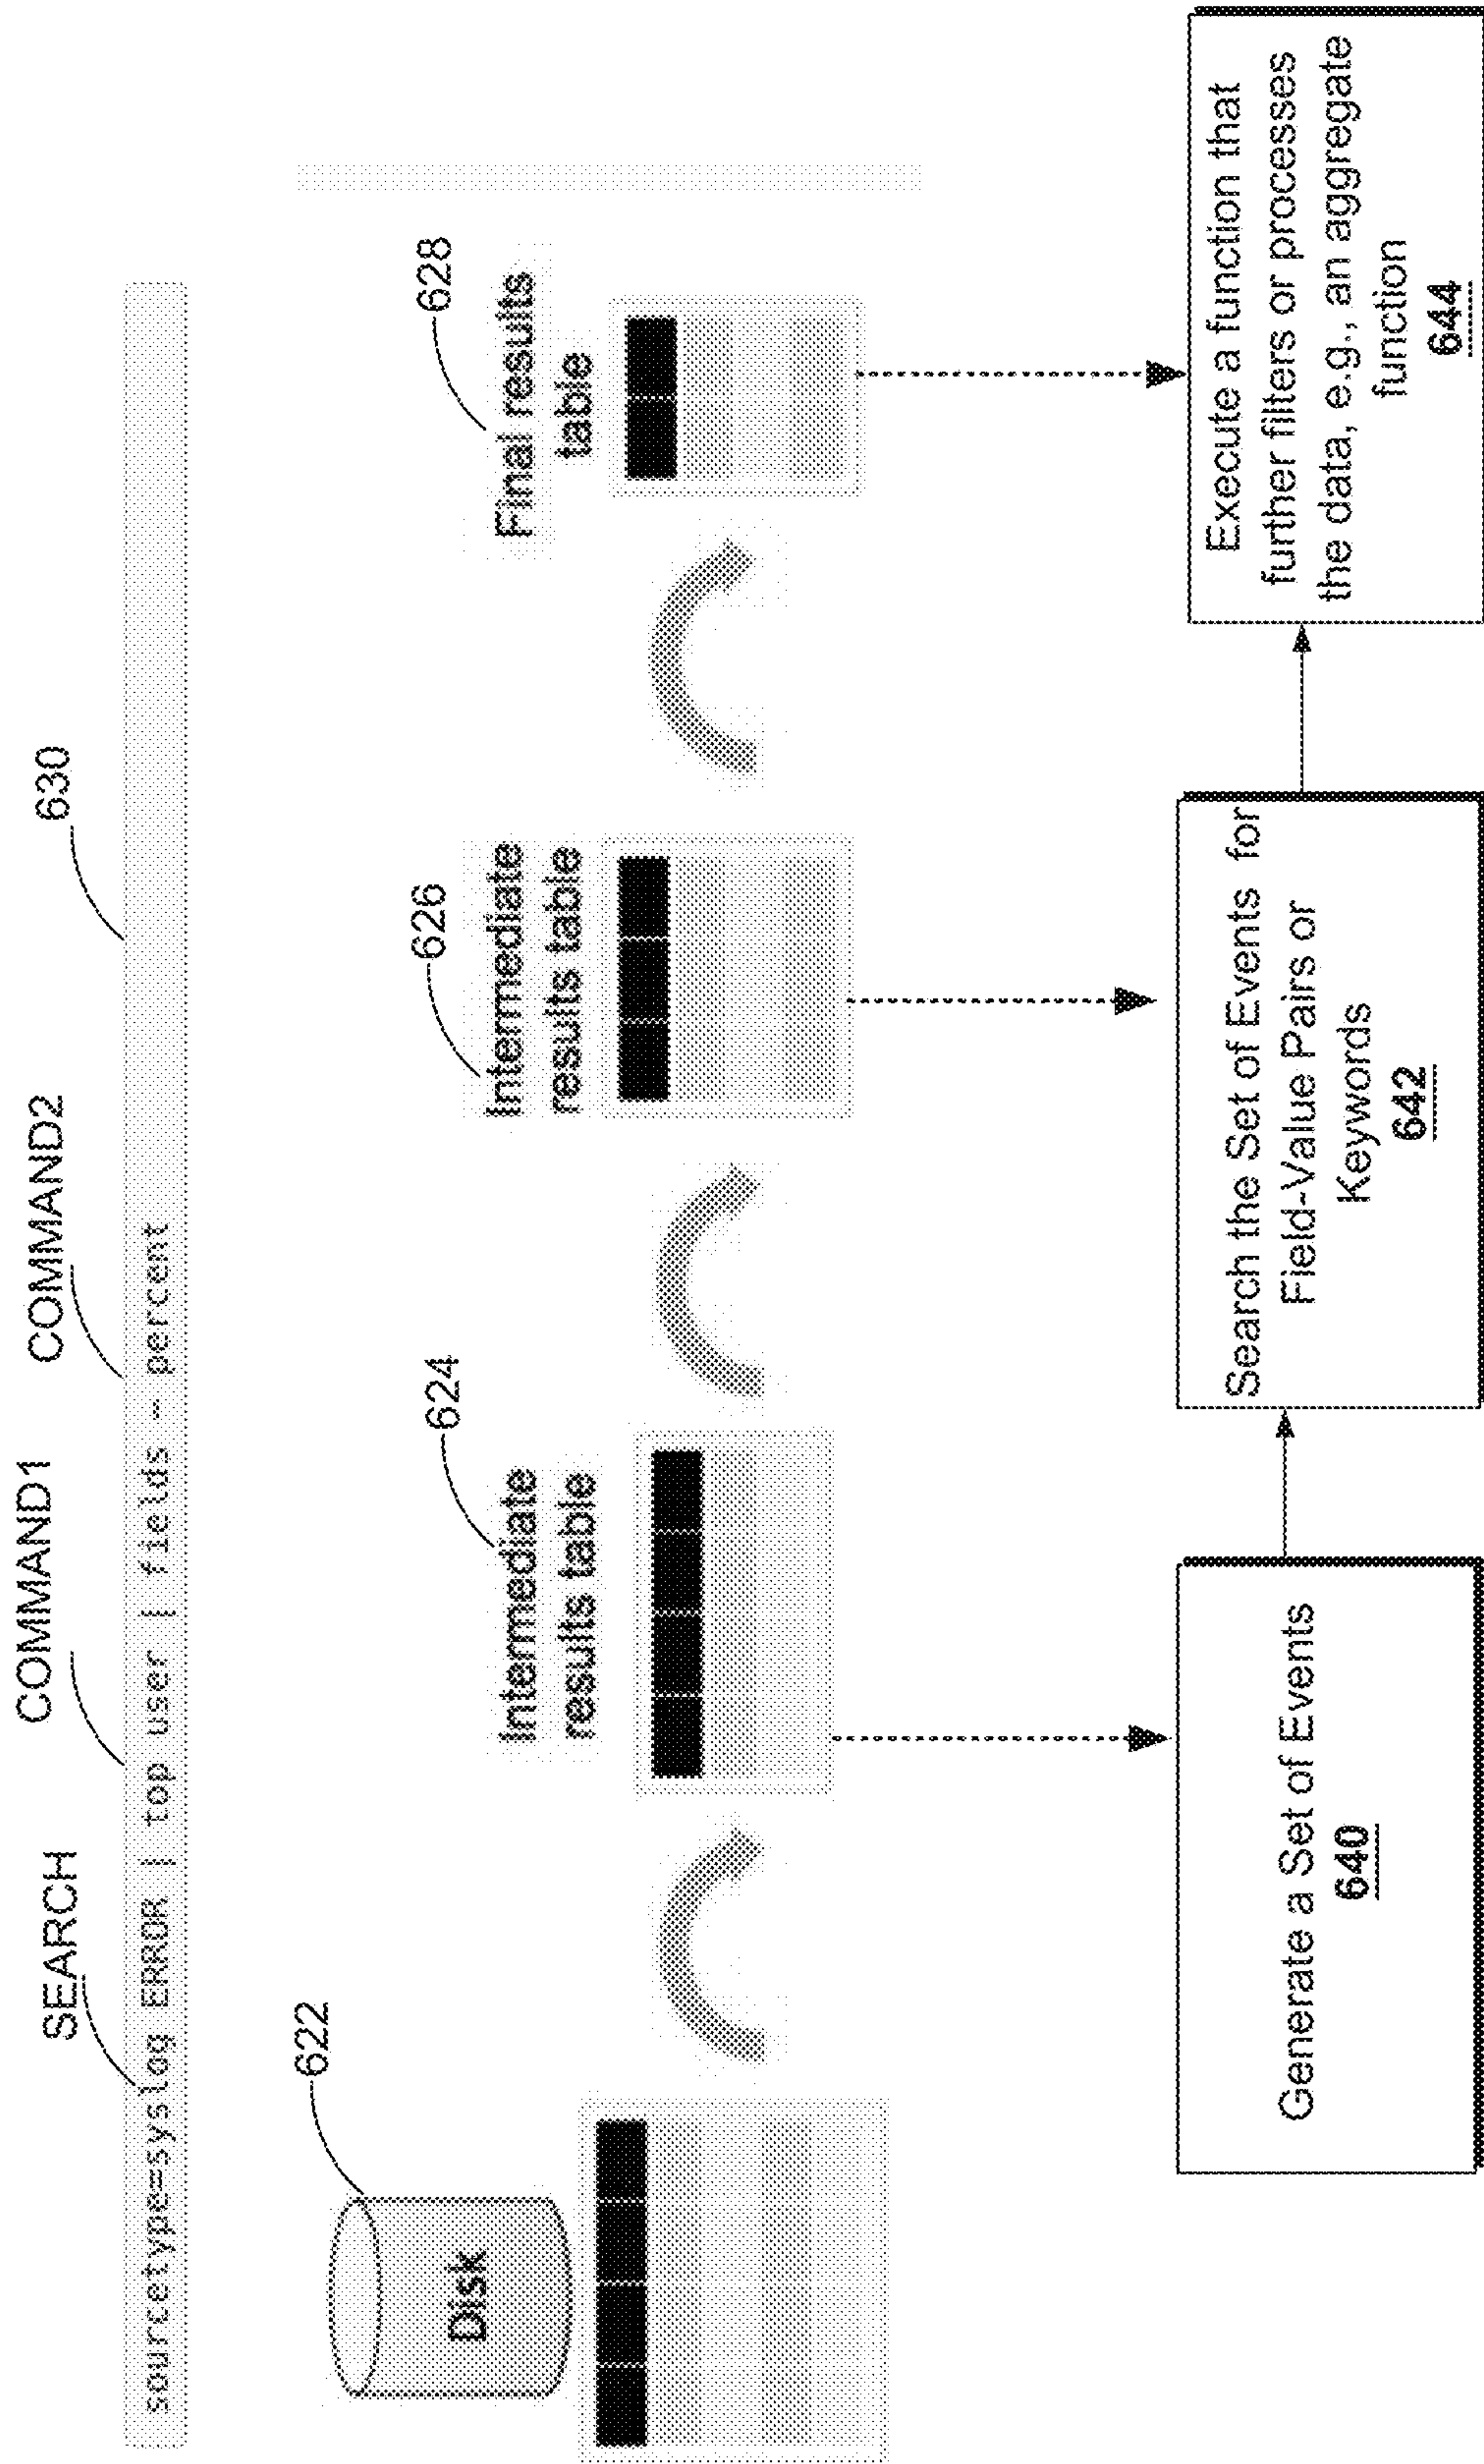 SEARCH
COMMAND1
COMMAND2
630
sourcetype=syslog ERROR | top user | fields - percent
622
Disk
624
Intermediate
results table
626
Intermediate
results table
628
Final results
table
Generate a Set of Events
640
Search the Set of Events for
Field-Value Pairs or
Keywords
642
Execute a function that
further filters or processes
the data, e.g., an aggregate
function
644